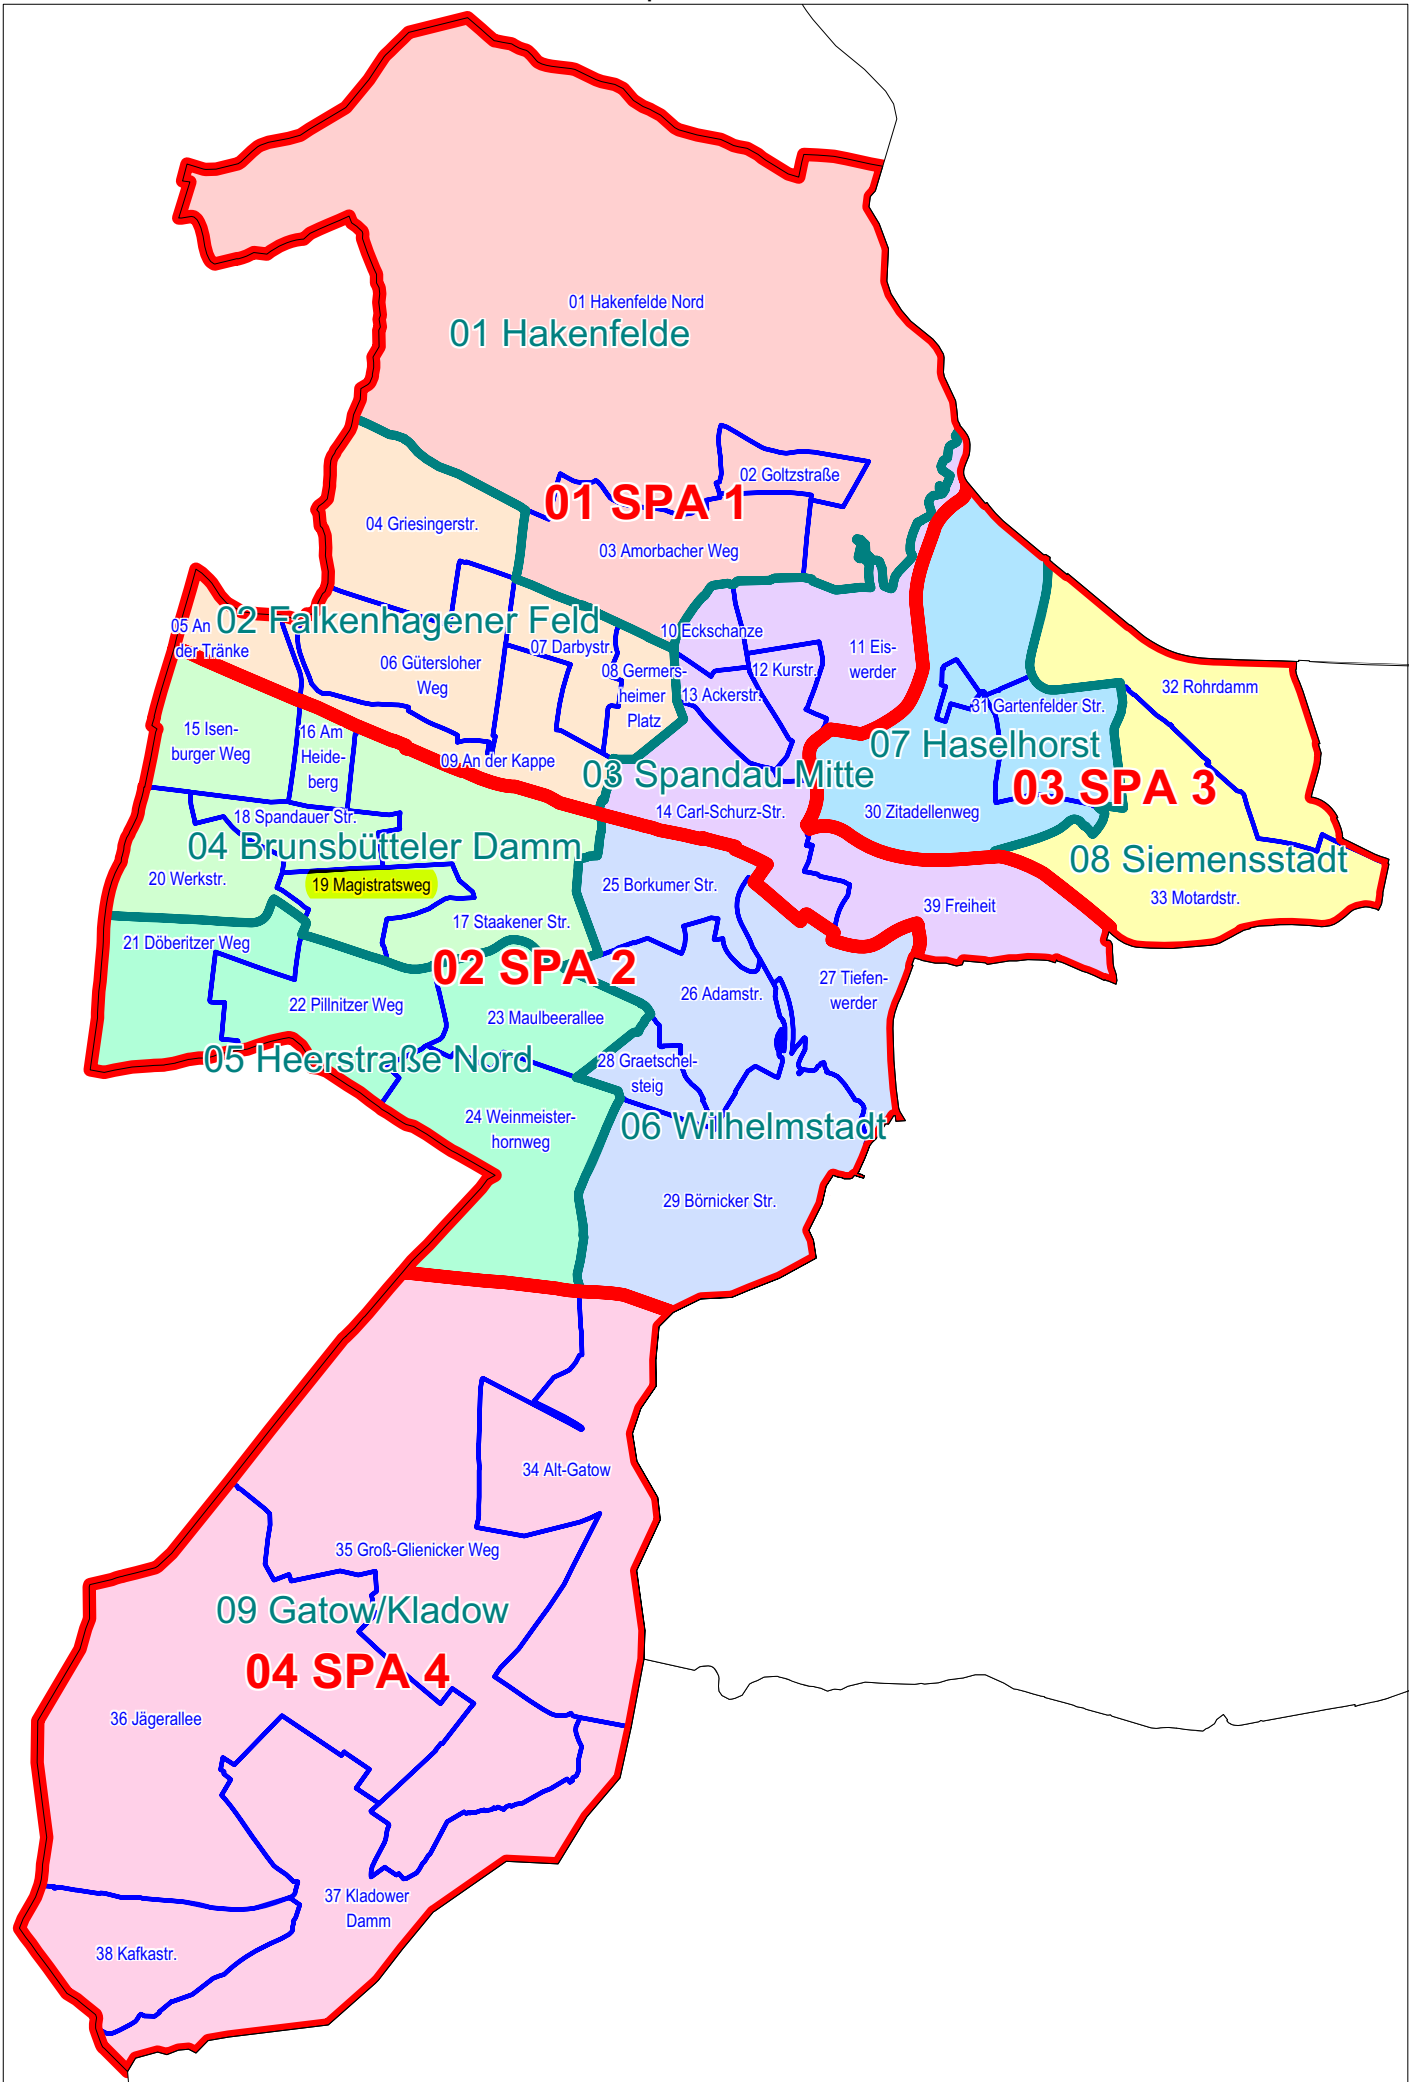 01 Hakenfelde Nord
01 Hakenfelde
02 Goltzstraße
01 SPA 1
04 Griesingerstr.
03 Amorbacher Weg
05 An
der Tränke
02 Falkenhagener Feld
06 Gütersloher
Weg
07 Darbystr.
08 Germers-
heimer
Platz
10 Eckschanze
11 Eis-
werder
12 Kurstr.
13 Ackerstr.
32 Rohrdamm
31 Gartenfelder Str.
15 Isen-
burger Weg
16 Am
Heide-
berg
09 An der Kappe
07 Haselhorst
03 Spandau Mitte
03 SPA 3
14 Carl-Schurz-Str.
30 Zitadellenweg
18 Spandauer Str.
04 Brunsbütteler Damm
08 Siemensstadt
20 Werkstr.
19 Magistratsweg
25 Borkumer Str.
33 Motardstr.
39 Freiheit
17 Staakener Str.
21 Döberitzer Weg
02 SPA 2
27 Tiefen-
werder
26 Adamstr.
22 Pillnitzer Weg
23 Maulbeerallee
05 Heerstraße Nord
28 Graetschel-
steig
24 Weinmeister-
hornweg
06 Wilhelmstadt
29 Börnicker Str.
34 Alt-Gatow
35 Groß-Glienicker Weg
09 Gatow/Kladow
04 SPA 4
36 Jägerallee
37 Kladower
Damm
38 Kafkastr.